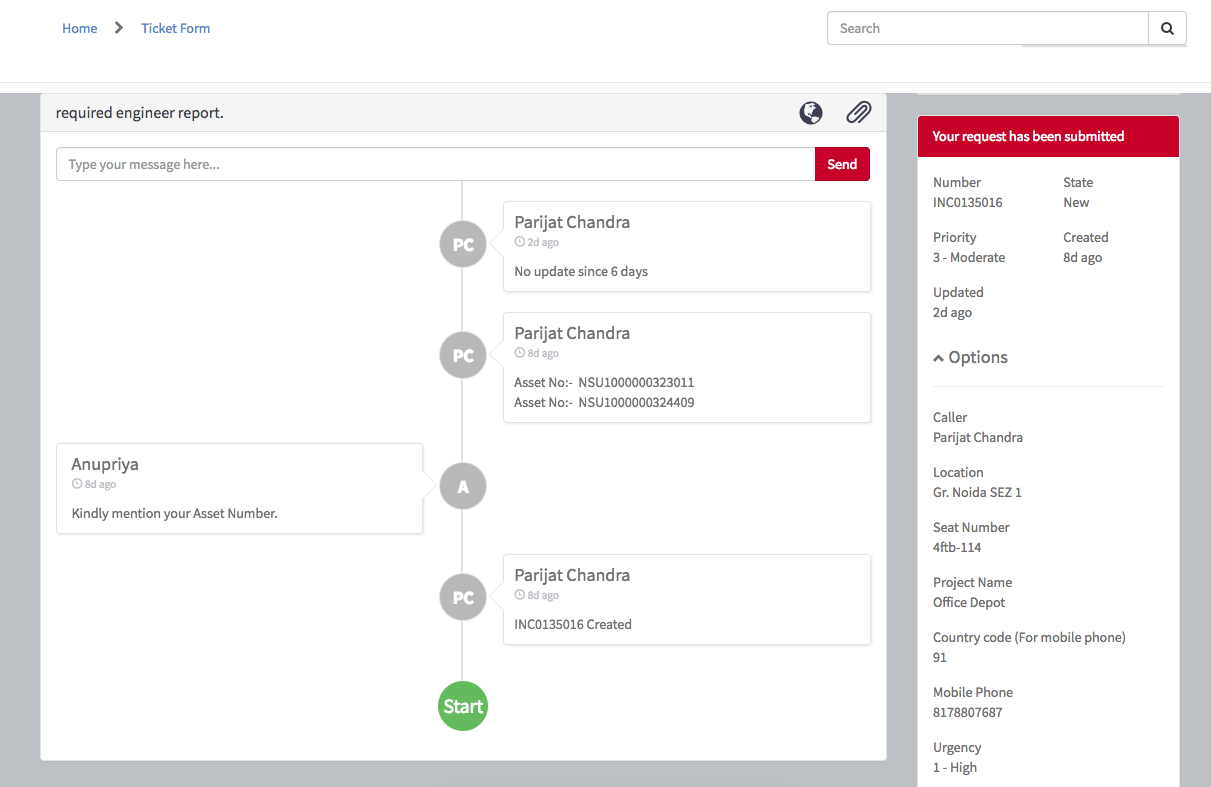 Home
Ticket Form
Search
required engineer report.
Type your message here...
Send
PC
Parijat Chandra
2d ago
No update since 6 days
PC
Parijat Chandra
8d ago
Asset No:- NSU1000000323011
Asset No:- NSU1000000324409
Anupriya
8d ago
Kindly mention your Asset Number.
A
PC
Parijat Chandra
8d ago
INC0135016 Created
Start
Your request has been submitted
Number
INC0135016
State
New
Priority
3 - Moderate
Created
8d ago
Updated
2d ago
Options
Caller
Parijat Chandra
Location
Gr. Noida SEZ 1
Seat Number
4ftb-114
Project Name
Office Depot
Country code (For mobile phone)
91
Mobile Phone
8178807687
Urgency
1 - High